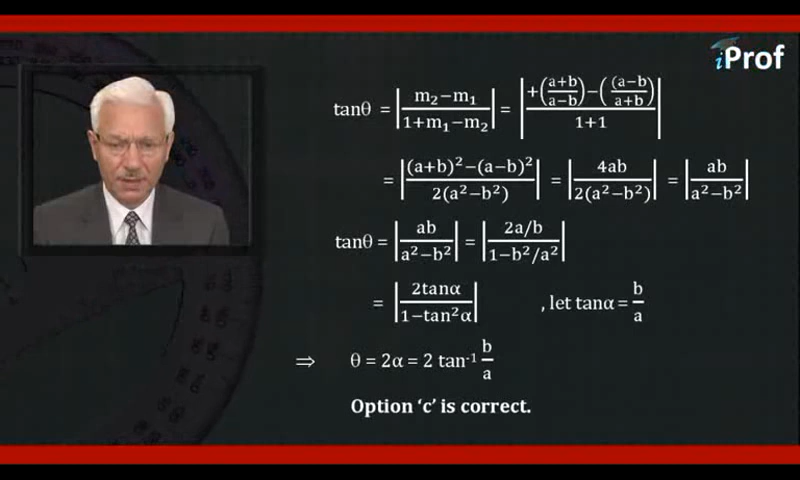 iProf
tanθ = |m₂−m₁ / 1+m₁−m₂| = |+((a+b)/(a−b))−(((a−b)/(a+b)) / 1+1|
= |(a+b)²−(a−b)² / 2(a²−b²)| = |4ab / 2(a²−b²)| = |ab / a²−b²|
tanθ = |ab / a²−b²| = |2a/b / 1−b²/a²|
= |2tanα / 1−tan²α| , let tanα = b/a
⇒ θ = 2α = 2 tan⁻¹ b/a
Option ‘c’ is correct.